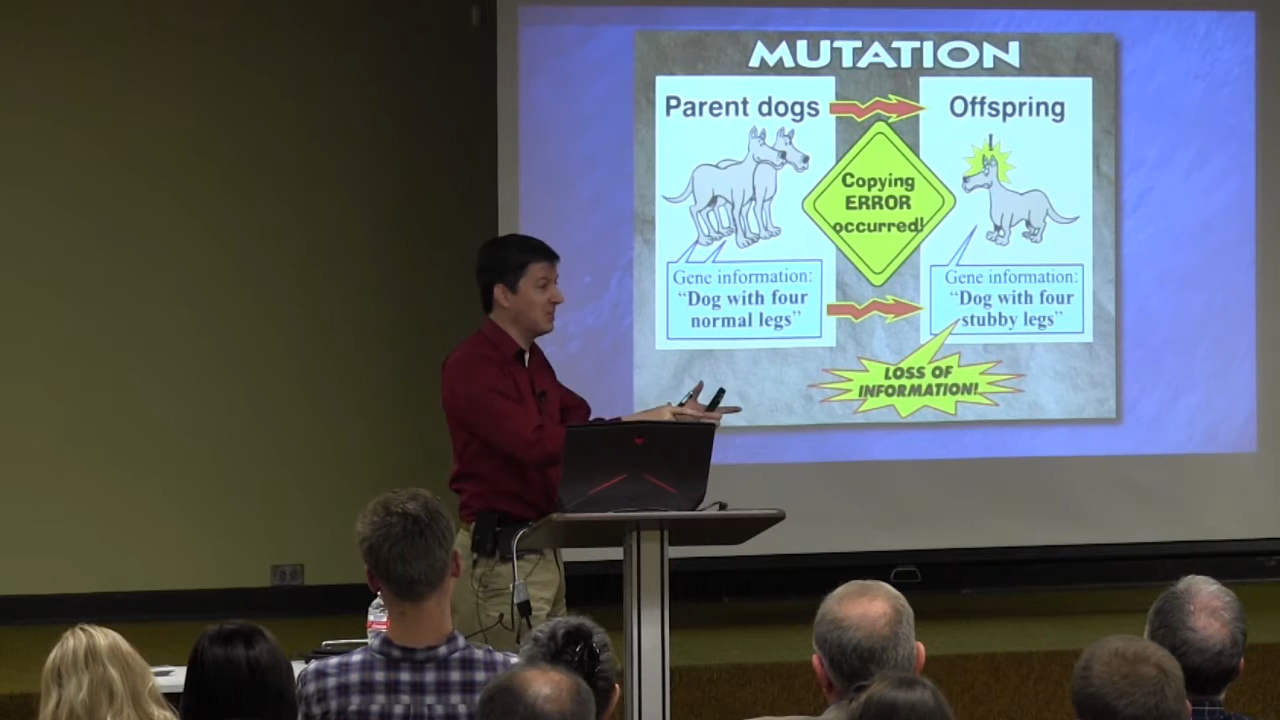 MUTATION
Parent dogs
Offspring
!
Copying
ERROR
occurred!
Gene information:
“Dog with four
normal legs”
Gene information:
“Dog with four
stubby legs”
LOSS OF
INFORMATION!